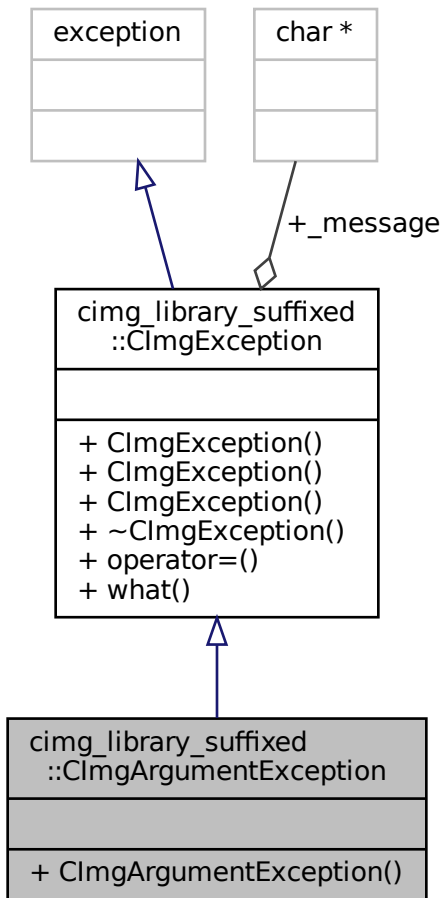 exception
char *
+_message
cimg_library_suffixed
::CImgException
+ CImgException()
+ CImgException()
+ CImgException()
+ ~CImgException()
+ operator=()
+ what()
cimg_library_suffixed
::CImgArgumentException
+ CImgArgumentException()